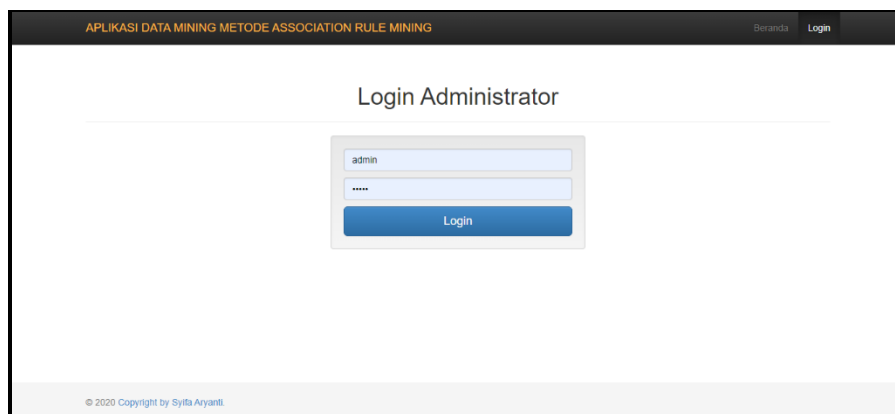 APLIKASI DATA MINING METODE ASSOCIATION RULE MINING
Beranda Login
Login Administrator
admin
•••••
Login
© 2020 Copyright by Syifa Aryanti.